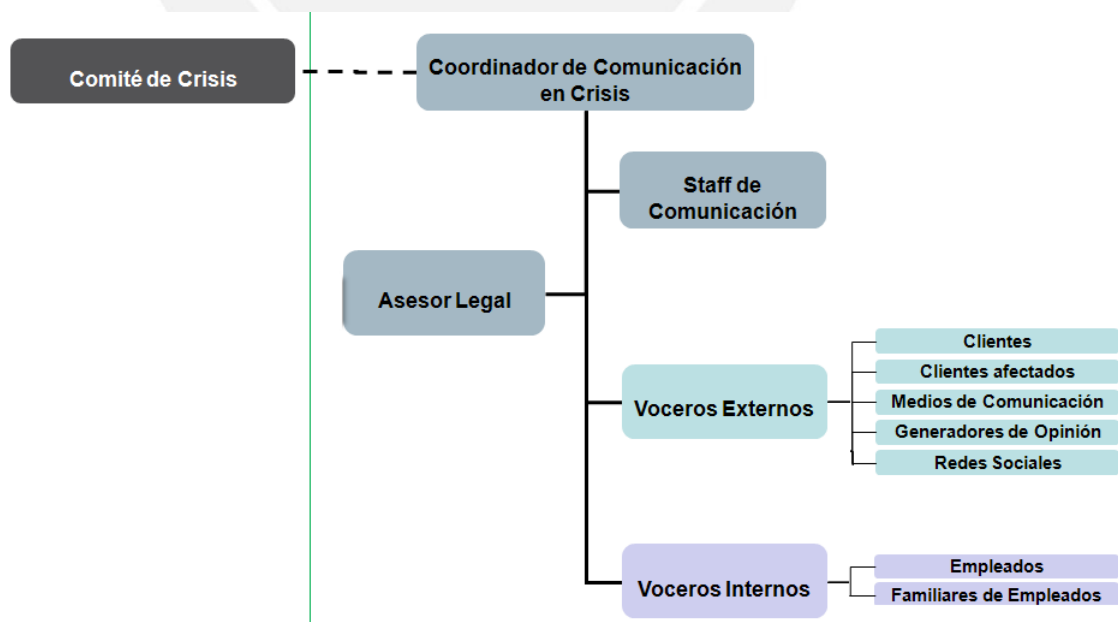 Comité de Crisis
Coordinador de Comunicación
en Crisis
Staff de
Comunicación
Asesor Legal
Voceros Externos
Clientes
Clientes afectados
Medios de Comunicación
Generadores de Opinión
Redes Sociales
Voceros Internos
Empleados
Familiares de Empleados